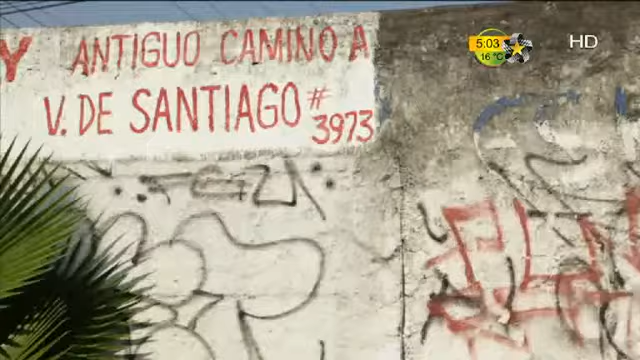 Y ANTIGUO CAMINO A
V. DE SANTIAGO #3973
5:03
16°C
HD